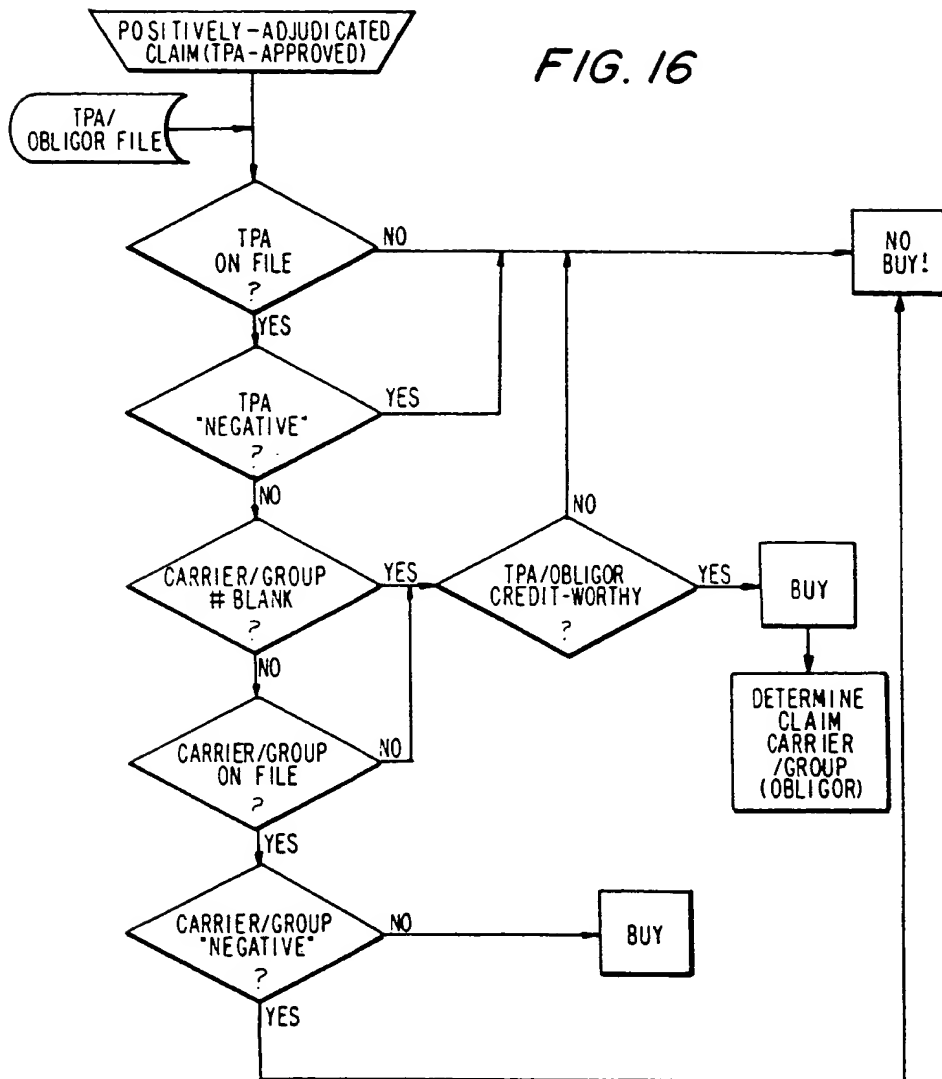 POSITIVELY-ADJUDICATED
CLAIM(TPA-APPROVED)
FIG. 16
TPA/
OBLIGOR FILE
TPA
ON FILE
?
NO
NO
BUY!
YES
TPA
"NEGATIVE"
?
YES
NO
CARRIER/GROUP
# BLANK
?
YES
NO
TPA/OBLIGOR
CREDIT-WORTHY
?
YES
BUY
NO
DETERMINE
CLAIM
CARRIER
/GROUP
(OBLIGOR)
CARRIER/GROUP
ON FILE
?
NO
YES
CARRIER/GROUP
"NEGATIVE"
?
NO
BUY
YES